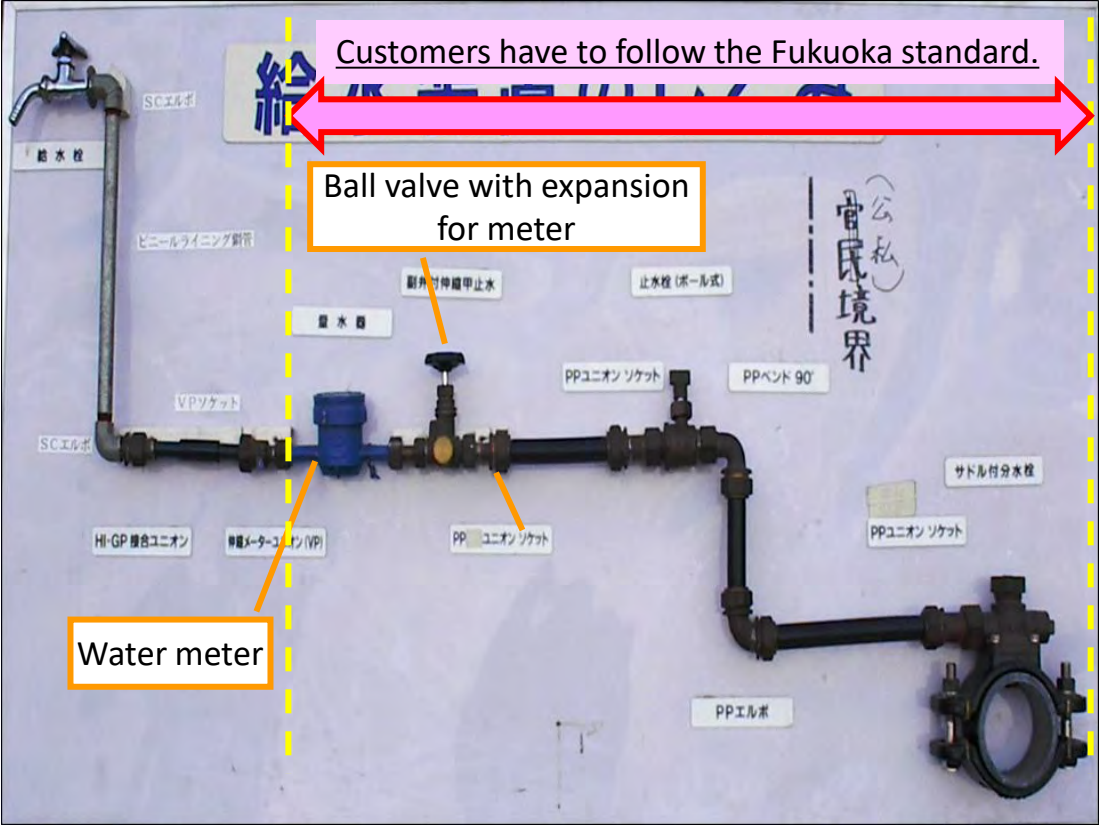 Customers have to follow the Fukuoka standard.
給
SCエルボ
給水栓
Ball valve with expansion
for meter
(公私)
官民境界
ビニールライニング鋼管
副弁付伸縮甲止水
止水栓(ボール式)
量水器
PPユニオン ソケット
PPベンド 90°
VPソケット
SCエルボ
サドル付分水栓
HI-GP 接合ユニオン
伸縮メーターユニオン(VP)
PP ユニオン ソケット
PPユニオン ソケット
Water meter
PPエルボ